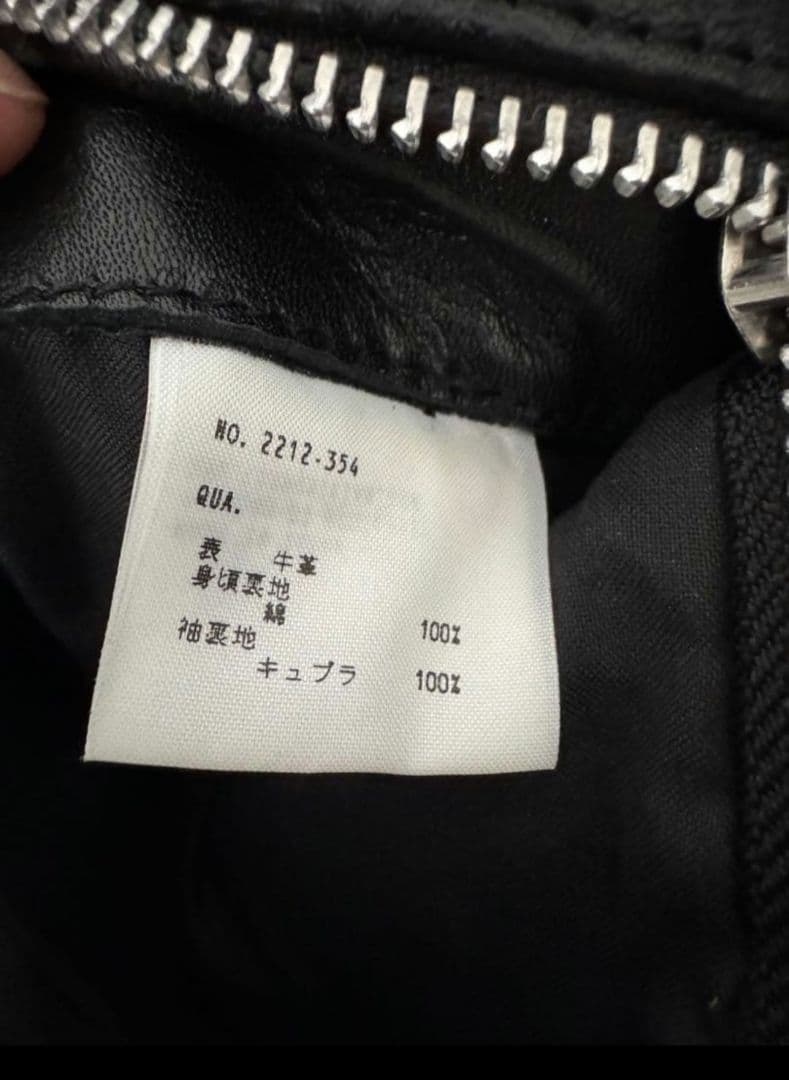 NO. 2212-354
QUA.
表 牛革
身頃裏地
綿 100%
袖裏地
キュプラ 100%